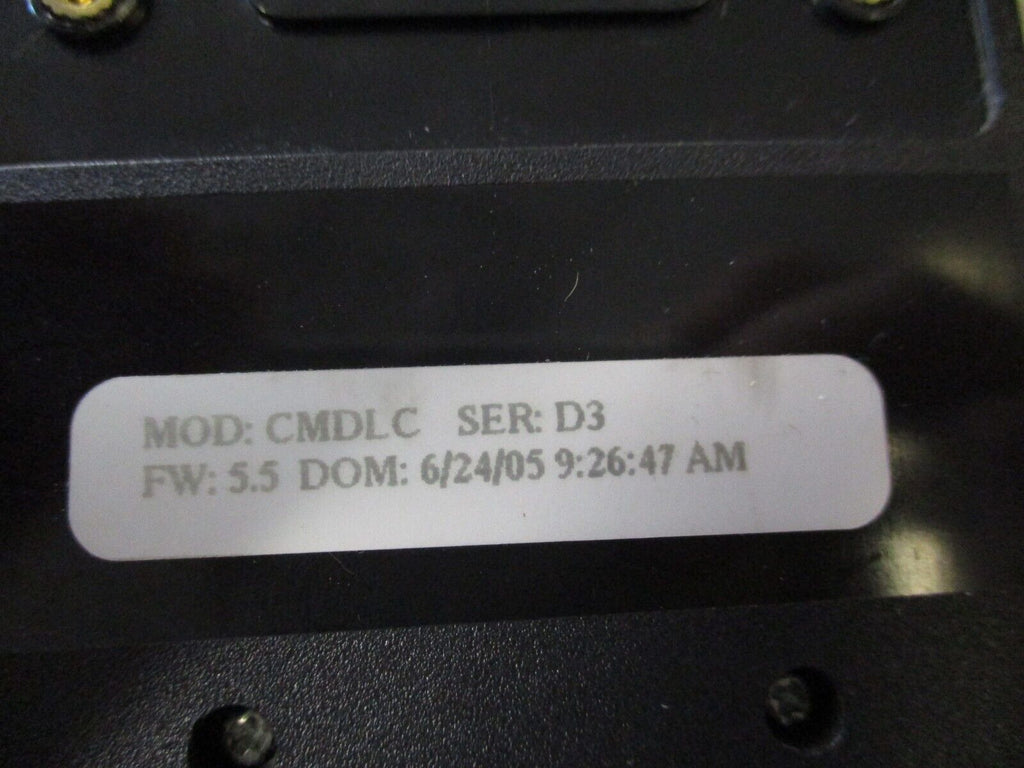 MOD: CMDLC SER: D3
FW: 5.5 DOM: 6/24/05 9:26:47 AM